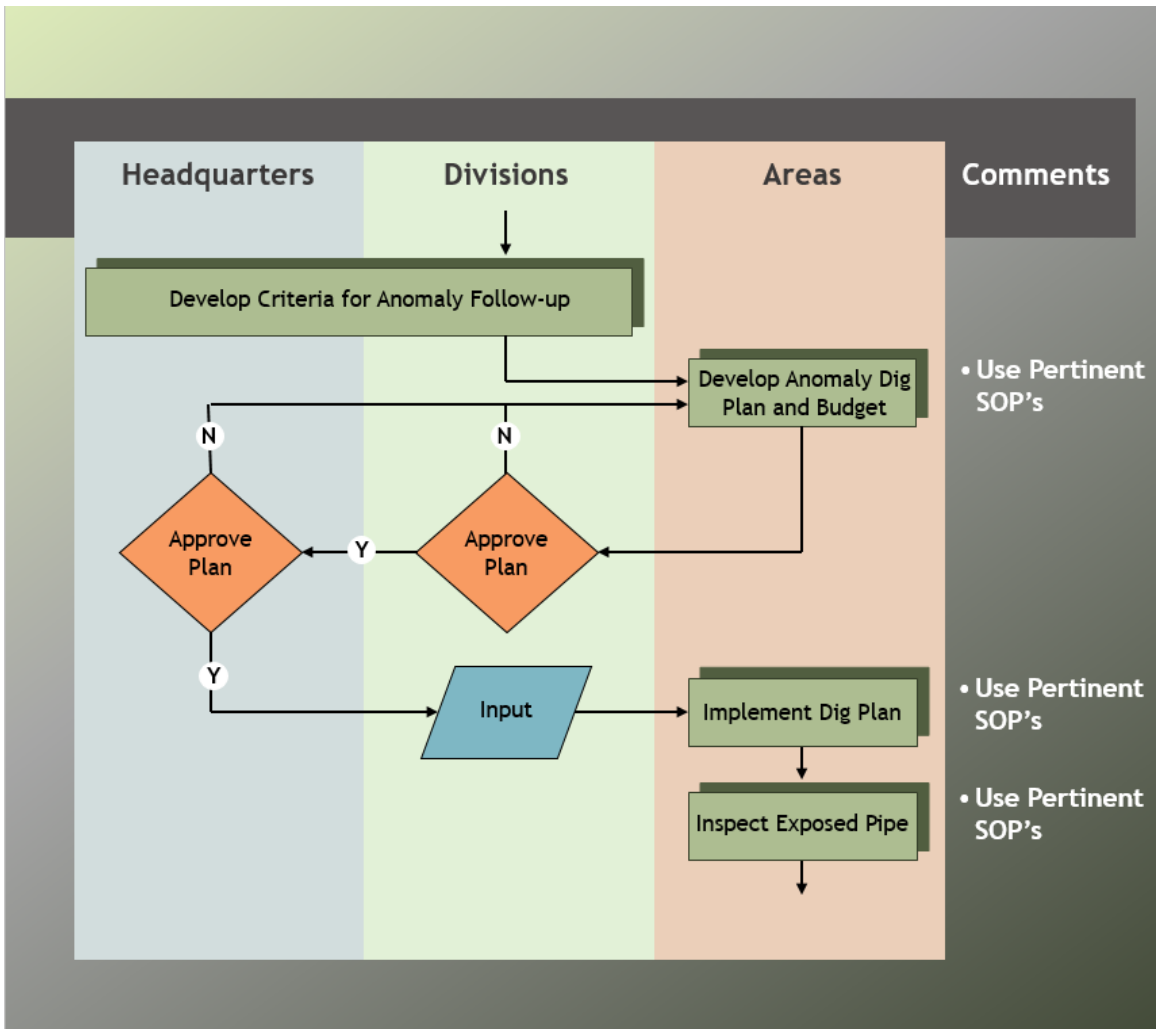 Headquarters
Divisions
Areas
Comments
Develop Criteria for Anomaly Follow-up
Develop Anomaly Dig
Plan and Budget
• Use Pertinent
SOP's
N
N
Approve
Plan
Y
Approve
Plan
Y
Input
Implement Dig Plan
• Use Pertinent
SOP's
Inspect Exposed Pipe
• Use Pertinent
SOP's